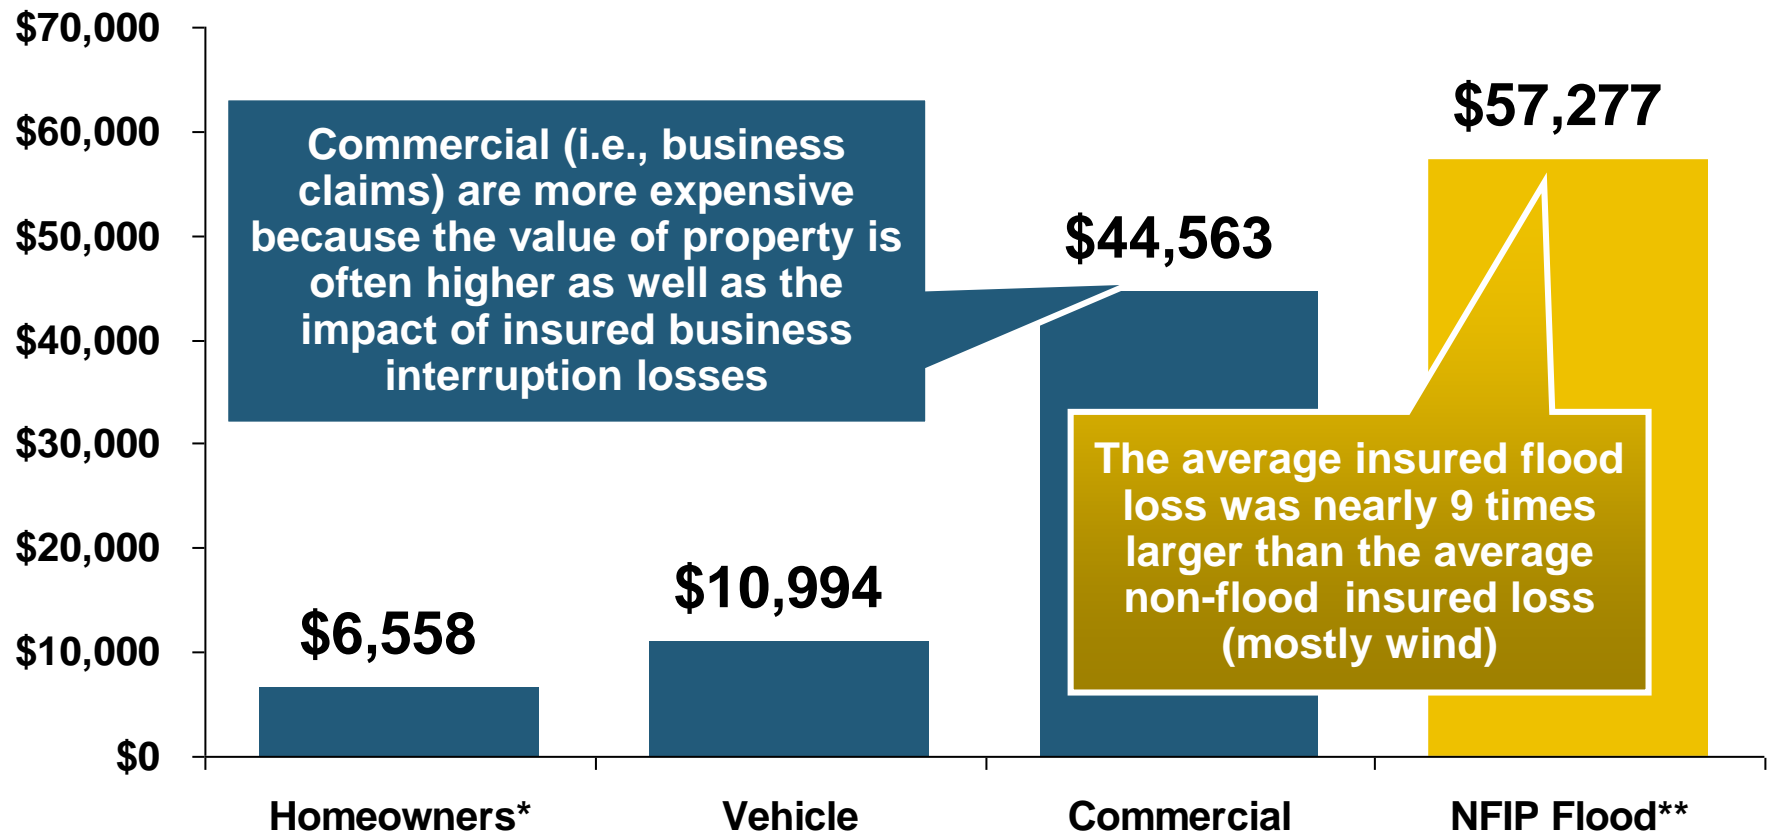 $70,000
$60,000
$50,000
$40,000
$30,000
$20,000
$10,000
$0
Commercial (i.e., business
claims) are more expensive
because the value of property is
often higher as well as the
impact of insured business
interruption losses
$6,558
$10,994
$44,563
$57,277
The average insured flood
loss was nearly 9 times
larger than the average
non-flood insured loss
(mostly wind)
Homeowners*
Vehicle
Commercial
NFIP Flood**